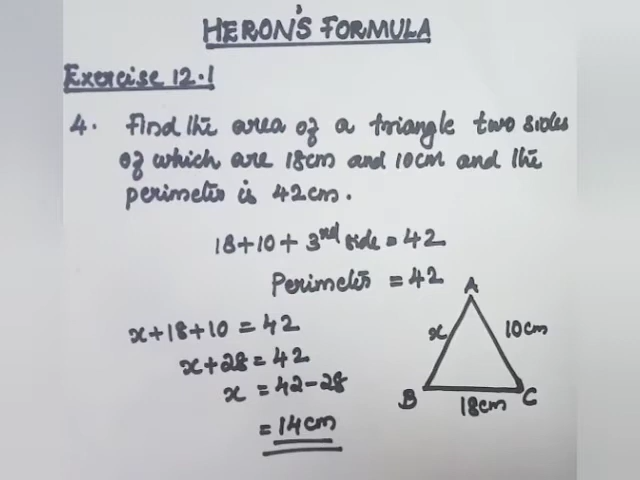 HERON'S FORMULA
Exercise 12.1
4. Find the area of a triangle two sides
of which are 18cm and 10cm and the
perimeter is 42cm.
18+10+3rd side = 42
Perimeter = 42
x+18+10 = 42
x+28 = 42
x = 42-28
= 14cm
A
x
10cm
B
18cm
C